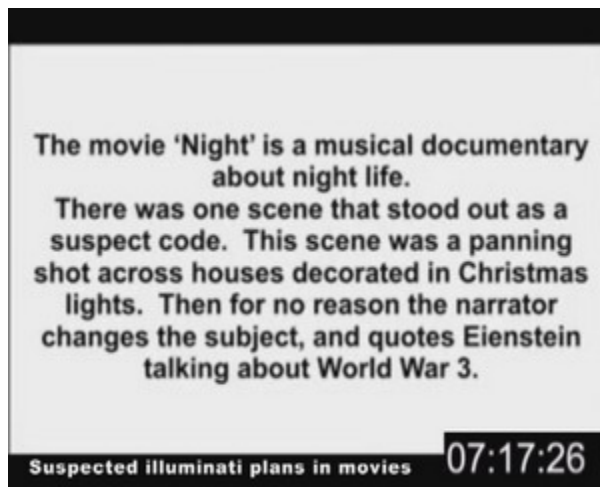 The movie ‘Night’ is a musical documentary
about night life.
There was one scene that stood out as a
suspect code.  This scene was a panning
shot across houses decorated in Christmas
lights.  Then for no reason the narrator
changes the subject, and quotes Eienstein
talking about World War 3.
Suspected illuminati plans in movies
07:17:26